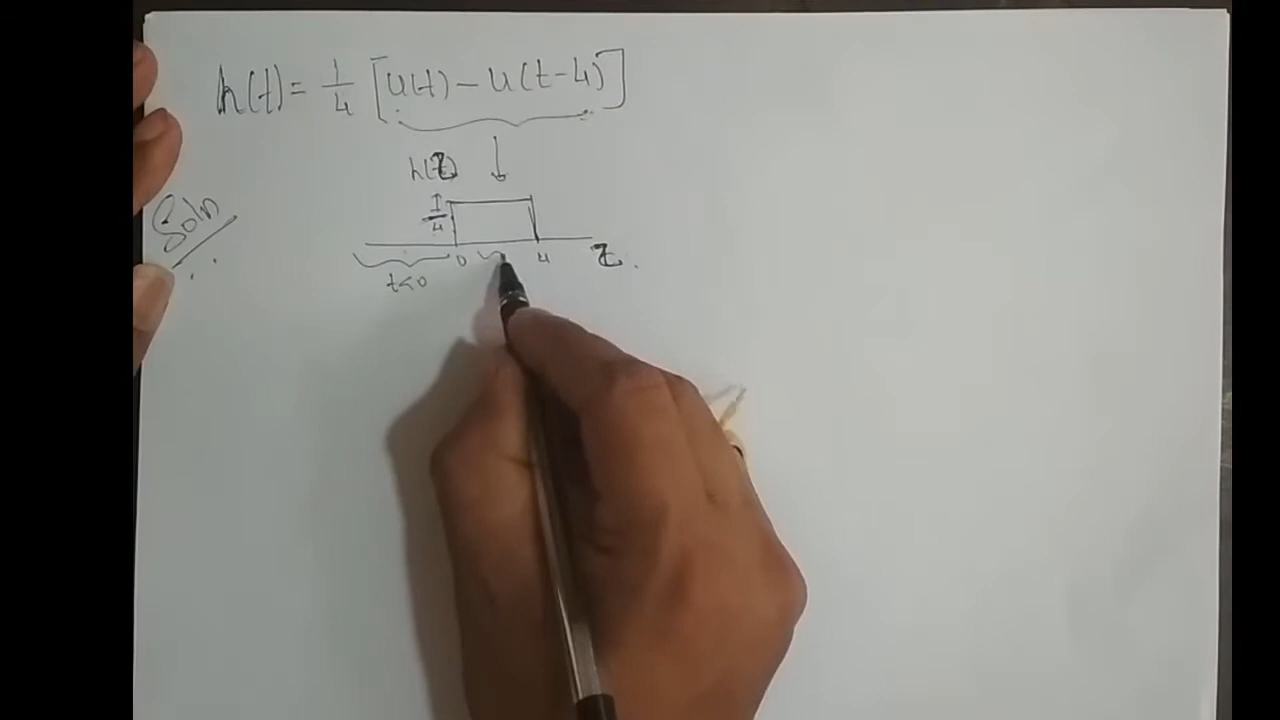 h(t) = 1/4 [u(t) – u(t-4)]
h(τ)
Soln
1/4
0 4 τ
t<0